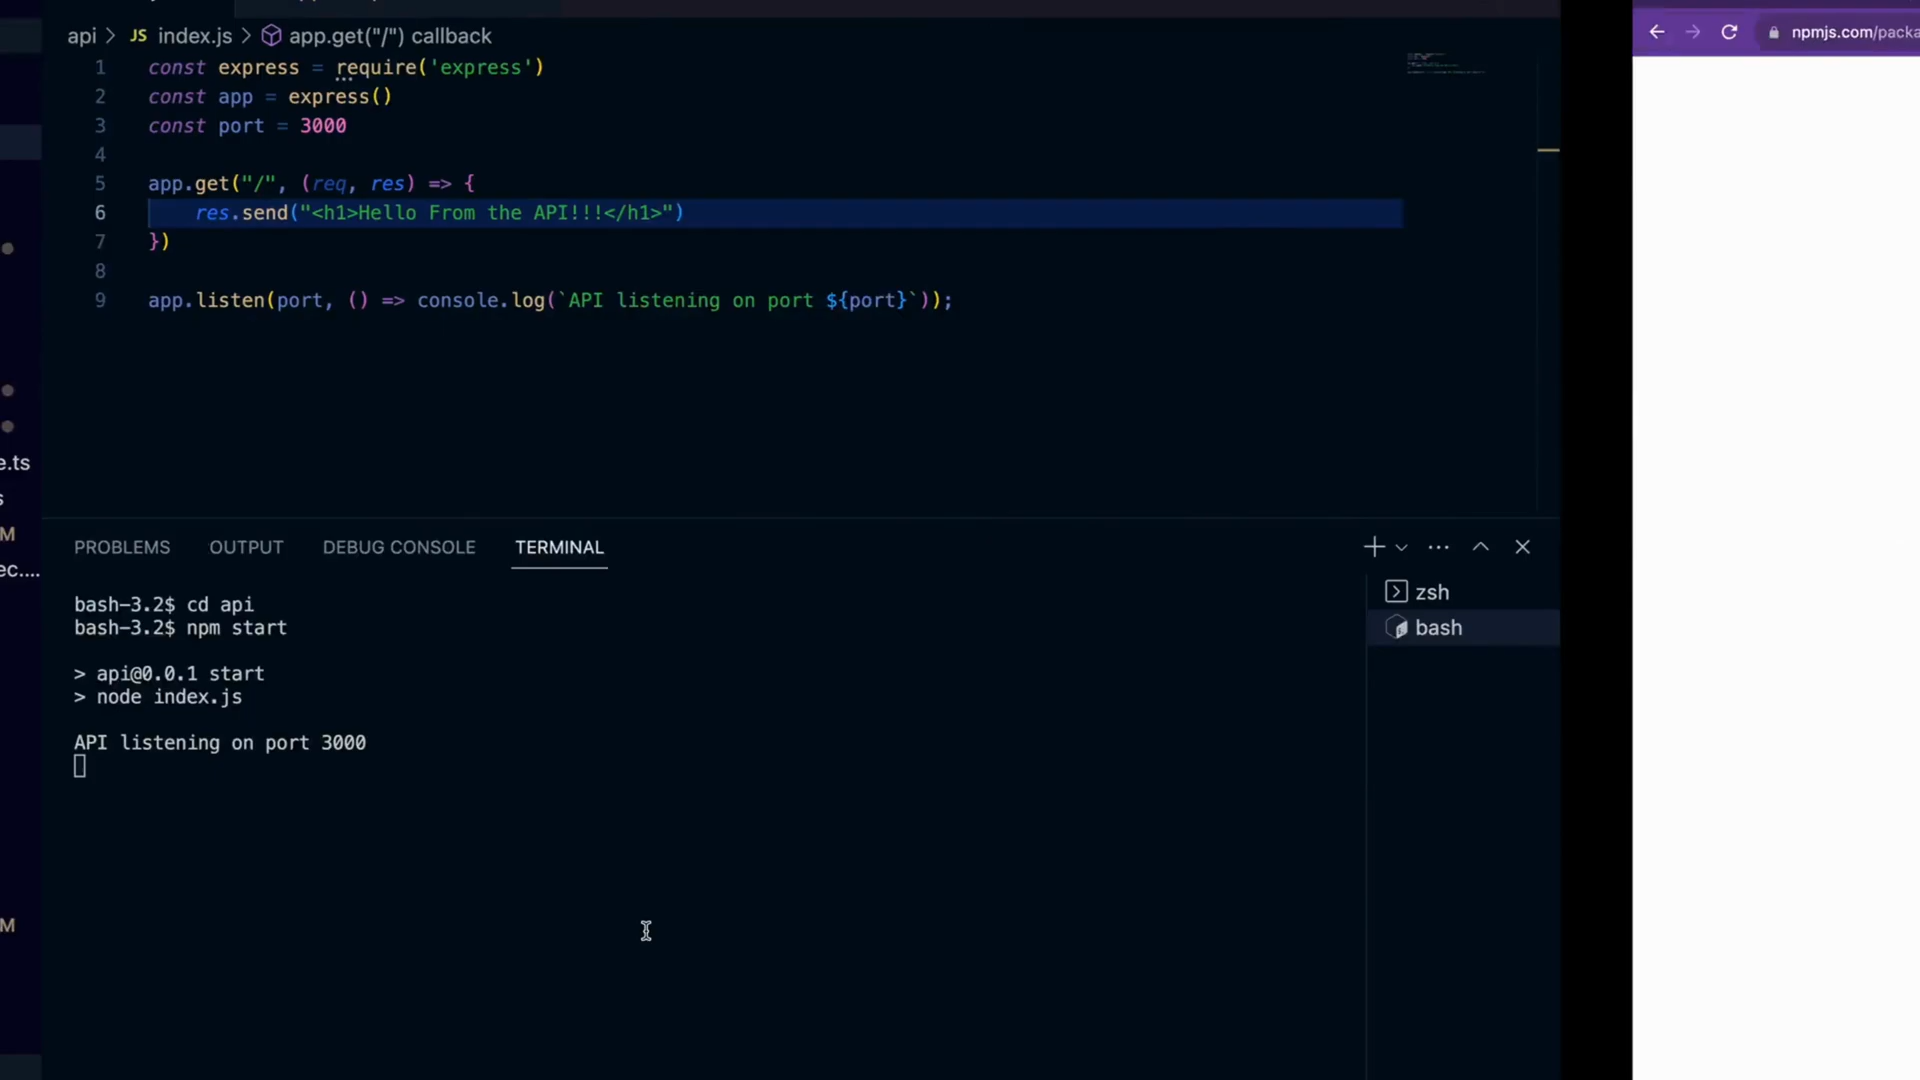 api > JS index.js > app.get("/") callback
1 const express = require('express')
2 const app = express()
3 const port = 3000
4
5 app.get("/", (req, res) => {
6 res.send("<h1>Hello From the API!!!</h1>")
7 })
8
9 app.listen(port, () => console.log(`API listening on port ${port}`));
e.ts
s
M
ec....
M
PROBLEMS OUTPUT DEBUG CONSOLE TERMINAL
bash-3.2$ cd api
bash-3.2$ npm start
> api@0.0.1 start
> node index.js
API listening on port 3000
zsh
bash
npmjs.com/packa